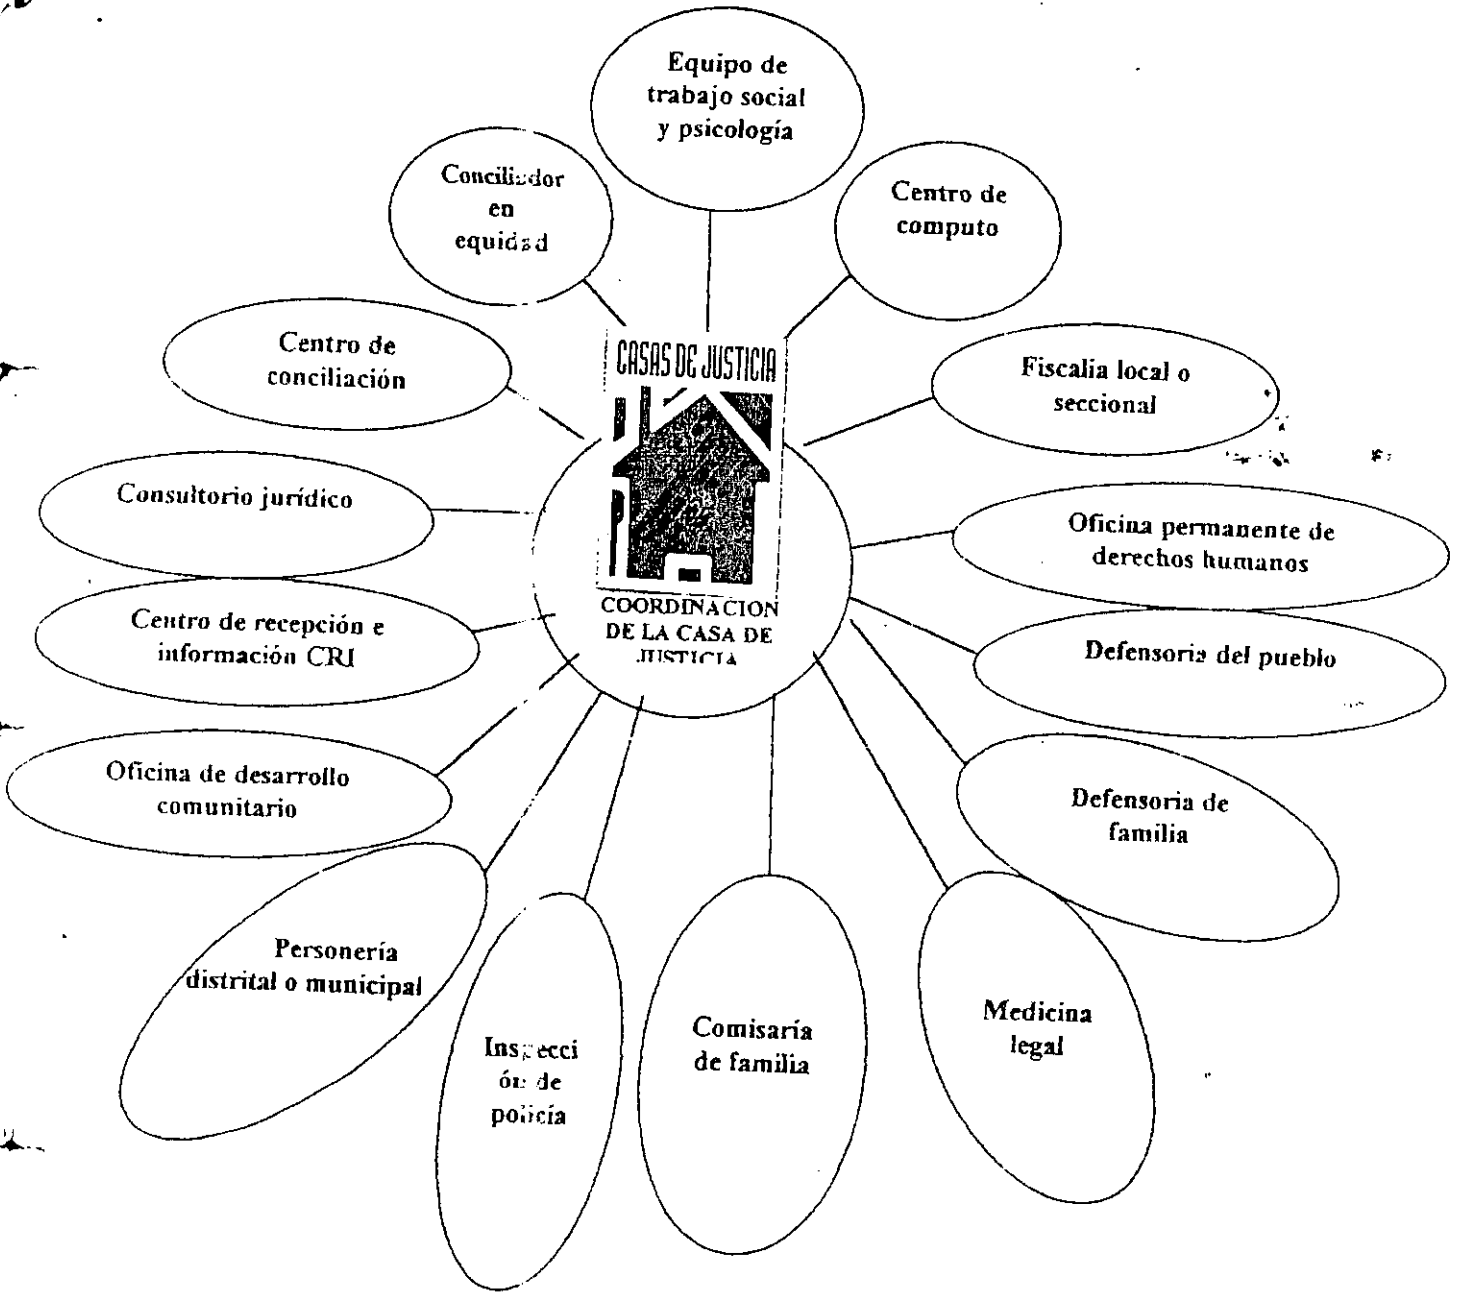 Equipo de
trabajo social
y psicología
Conciliador
en
equidad
Centro de
computo
Centro de
conciliación
CASAS DE JUSTICIA
Fiscalia local o
seccional
Consultorio jurídico
Oficina permanente de
derechos humanos
COORDINACION
DE LA CASA DE
JUSTICIA
Centro de recepción e
información CRI
Defensoria del pueblo
Oficina de desarrollo
comunitario
Defensoria de
familia
Personería
distrital o municipal
Inspecci
ón de
policía
Comisaría
de familia
Medicina
legal